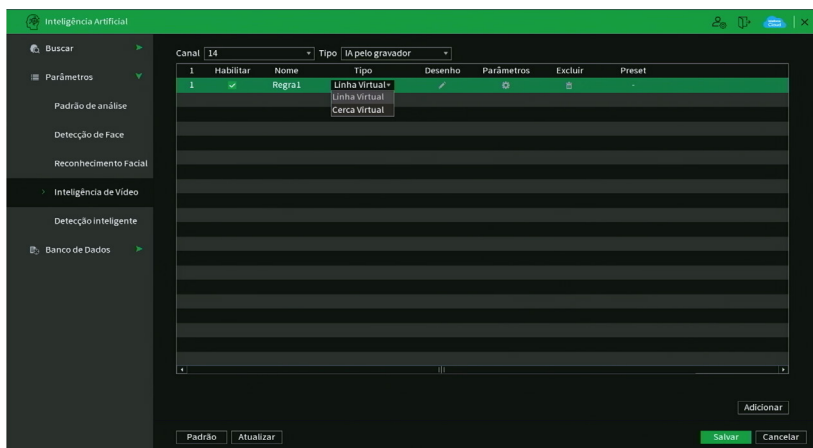 Inteligência Artificial
Buscar
Parâmetros
Padrão de análise
Detecção de Face
Reconhecimento Facial
Inteligência de Vídeo
Detecção inteligente
Banco de Dados
Canal 14 Tipo IA pelo gravador
1 Habilitar Nome Tipo Desenho Parâmetros Excluir Preset
1 Regra1 Linha Virtual -
Linha Virtual
Cerca Virtual
Adicionar
Padrão Atualizar Salvar Cancelar